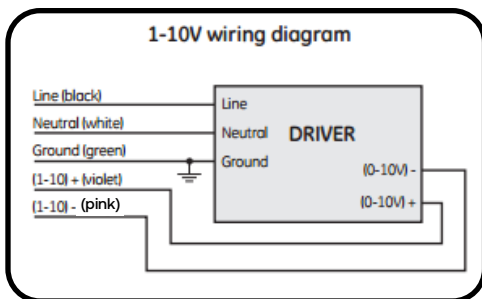 1-10V wiring diagram
Line (black)
Neutral (white)
Ground (green)
(1-10) + (violet)
(1-10) - (pink)
Line
Neutral
Ground
DRIVER
(0-10V) -
(0-10V) +